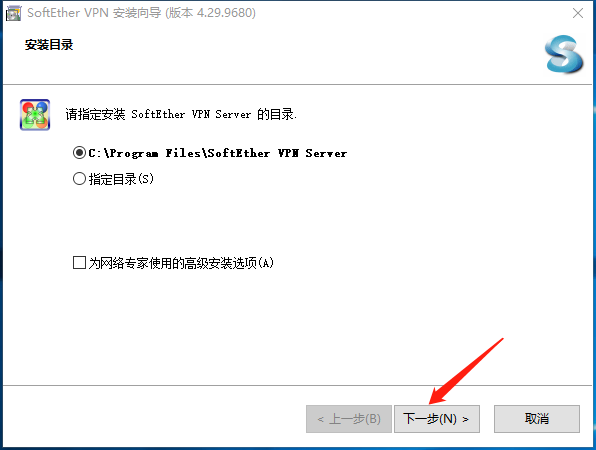 SoftEther VPN 安装向导 (版本 4.29.9680)
安装目录
请指定安装 SoftEther VPN Server 的目录.
C:\Program Files\SoftEther VPN Server
指定目录(S)
为网络专家使用的高级安装选项(A)
< 上一步(B) 下一步(N) > 取消